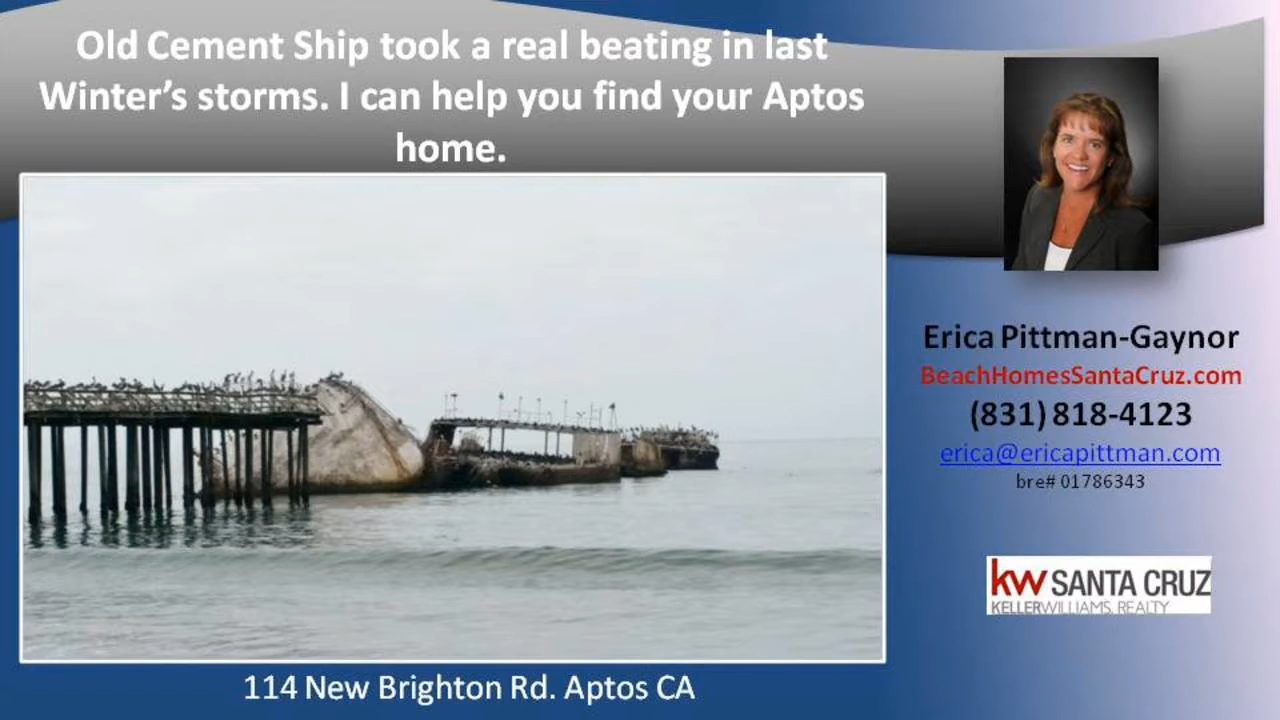 Old Cement Ship took a real beating in last
Winter's storms. I can help you find your Aptos
home.
Erica Pittman-Gaynor
BeachHomesSantaCruz.com
(831) 818-4123
erica@ericapittman.com
bre# 01786343
kw SANTA CRUZ
KELLERWILLIAMS. REALTY
114 New Brighton Rd. Aptos CA